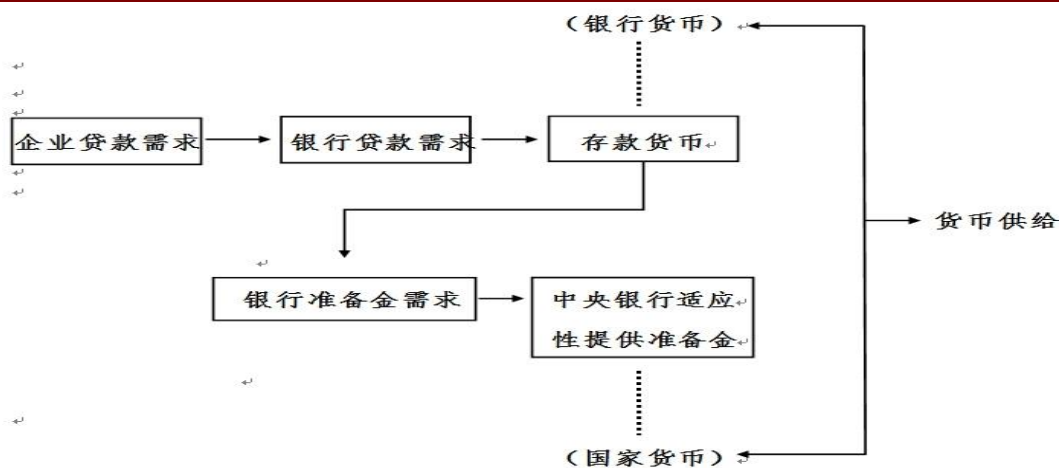 （银行货币）
企业贷款需求
银行贷款需求
存款货币
货币供给
银行准备金需求
中央银行适应
性提供准备金
（国家货币）